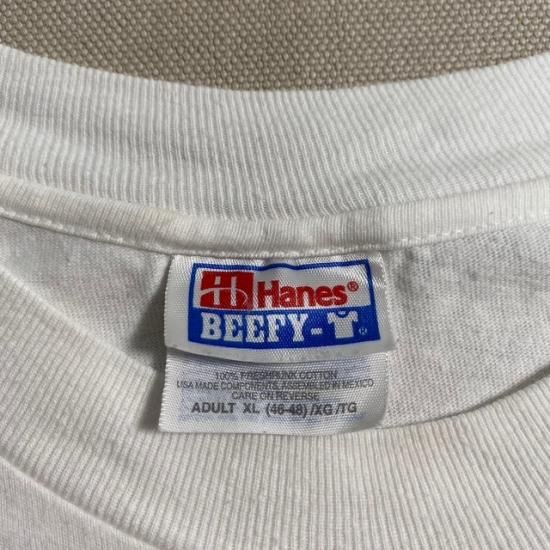 Hanes®
BEEFY-T®
100% PRESHRUNK COTTON
USA MADE COMPONENTS, ASSEMBLED IN MEXICO
CARE ON REVERSE
ADULT XL (46-48)/XG/TG